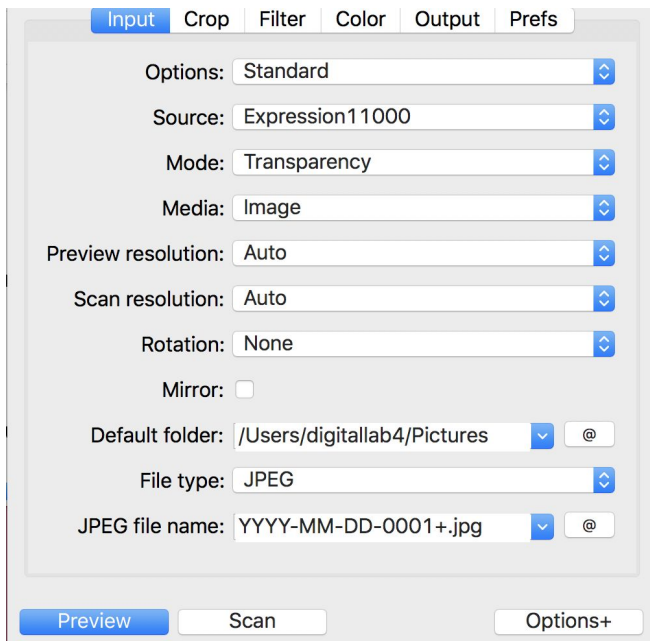 Input Crop Filter Color Output Prefs
Options: Standard
Source: Expression11000
Mode: Transparency
Media: Image
Preview resolution: Auto
Scan resolution: Auto
Rotation: None
Mirror:
Default folder: /Users/digitallab4/Pictures @
File type: JPEG
JPEG file name: YYYY-MM-DD-0001+.jpg @
Preview Scan Options+